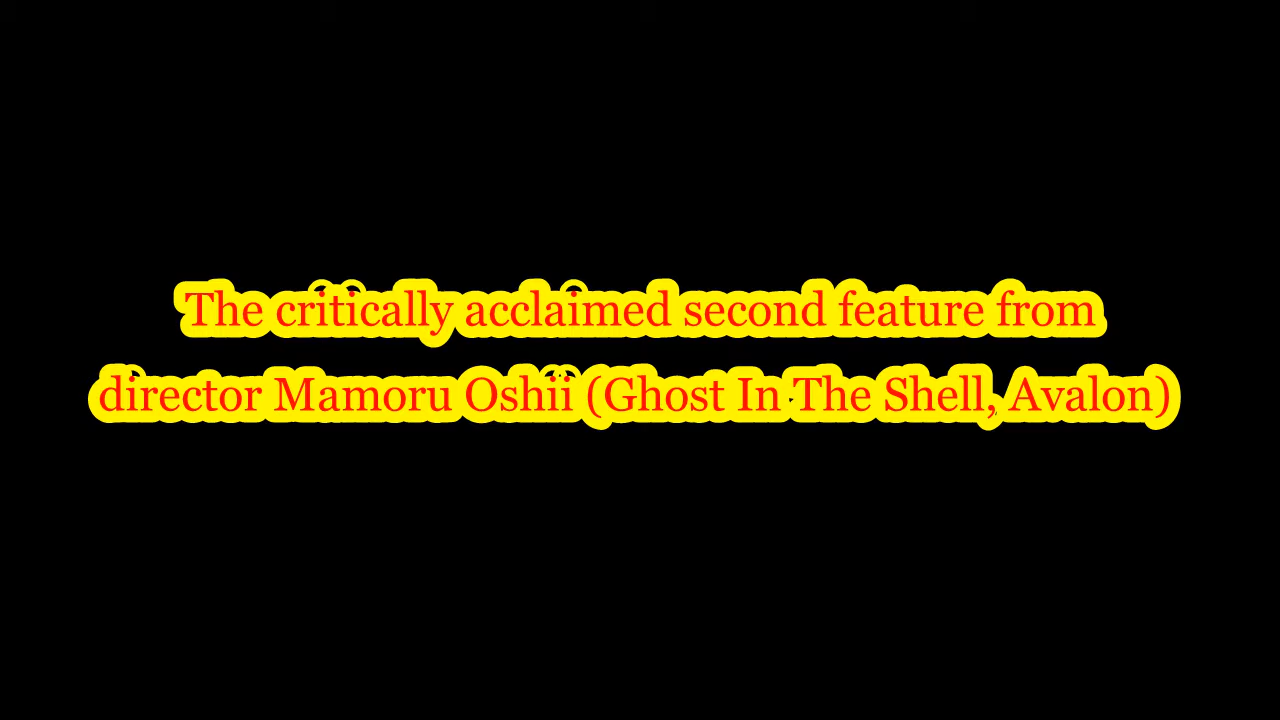 The critically acclaimed second feature from
director Mamoru Oshii (Ghost In The Shell, Avalon)